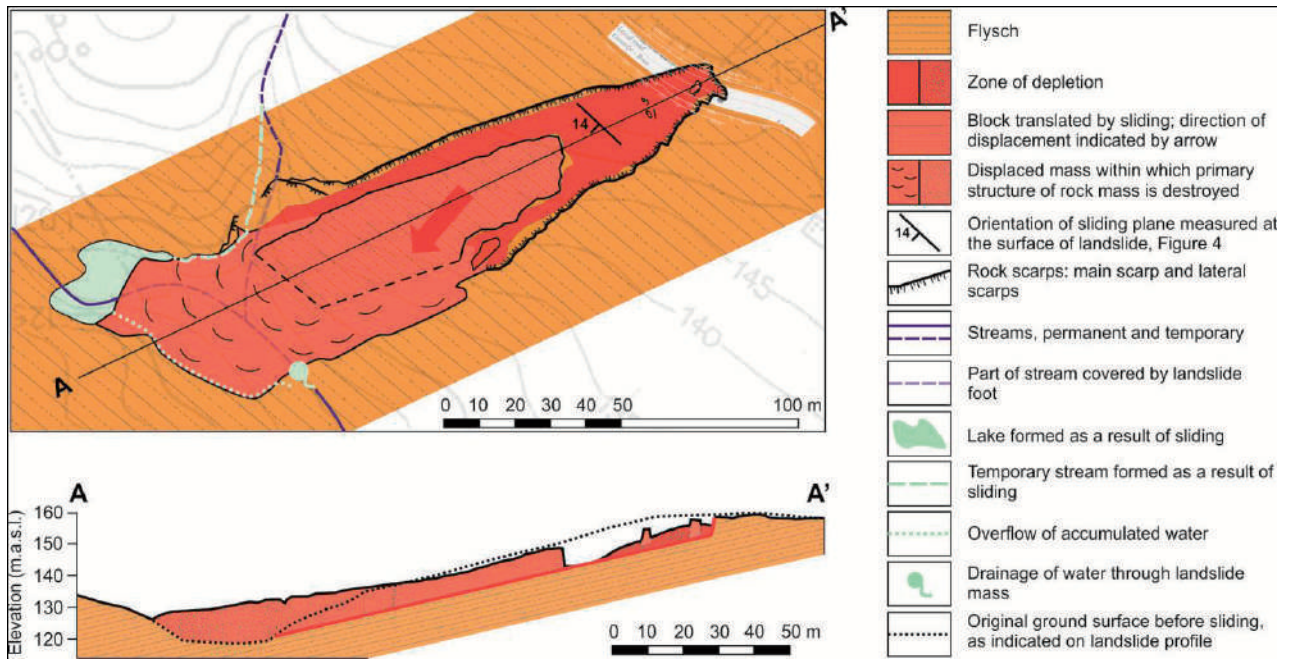 A'
158
14
19
145
140
A
0 10 20 30 40 50 100 m
A A'
Elevation (m.a.s.l.)
160
150
140
130
120
0 10 20 30 40 50 m
Flysch
Zone of depletion
Block translated by sliding; direction of
displacement indicated by arrow
Displaced mass within which primary
structure of rock mass is destroyed
14
Orientation of sliding plane measured at
the surface of landslide, Figure 4
Rock scarps: main scarp and lateral
scarps
Streams, permanent and temporary
Part of stream covered by landslide
foot
Lake formed as a result of sliding
Temporary stream formed as a result of
sliding
Overflow of accumulated water
Drainage of water through landslide
mass
Original ground surface before sliding,
as indicated on landslide profile